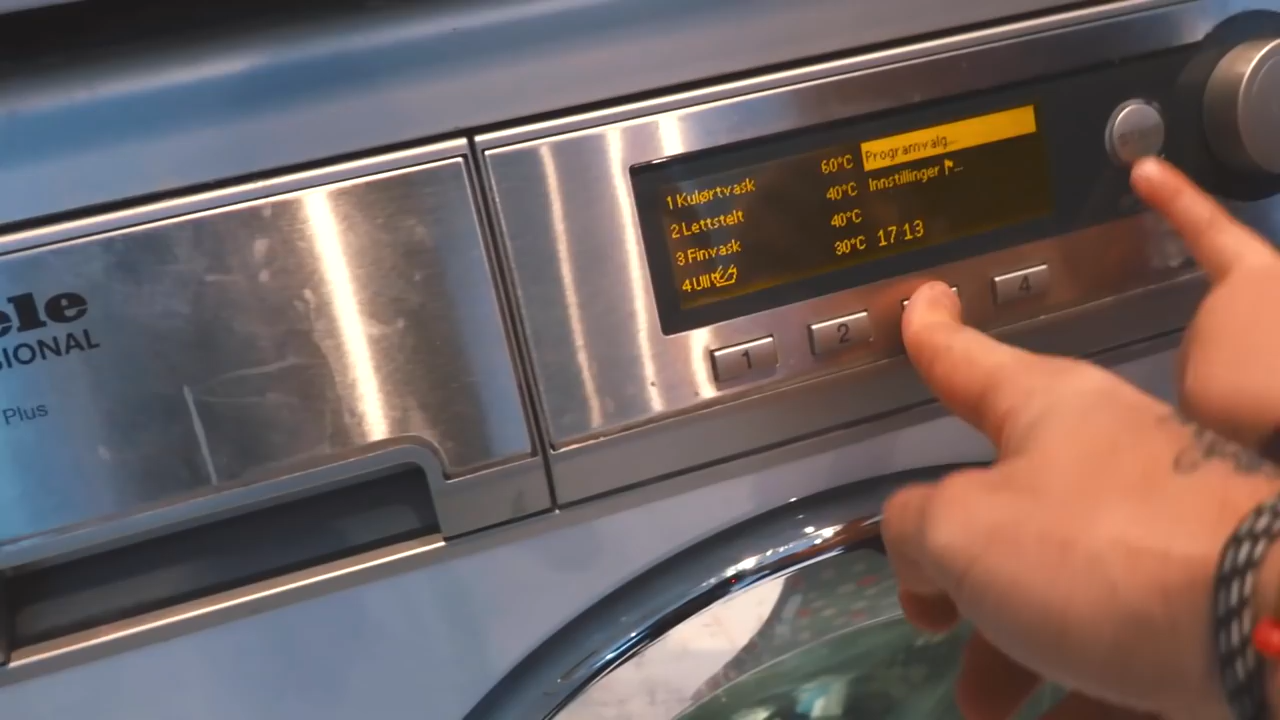 ele
SIONAL
Plus
1 Kulørtvask 60°C
2 Lettstelt 40°C
3 Finvask 40°C
4 Ull 30°C
Programvalg...
Innstillinger ...
17:13
1
2
4